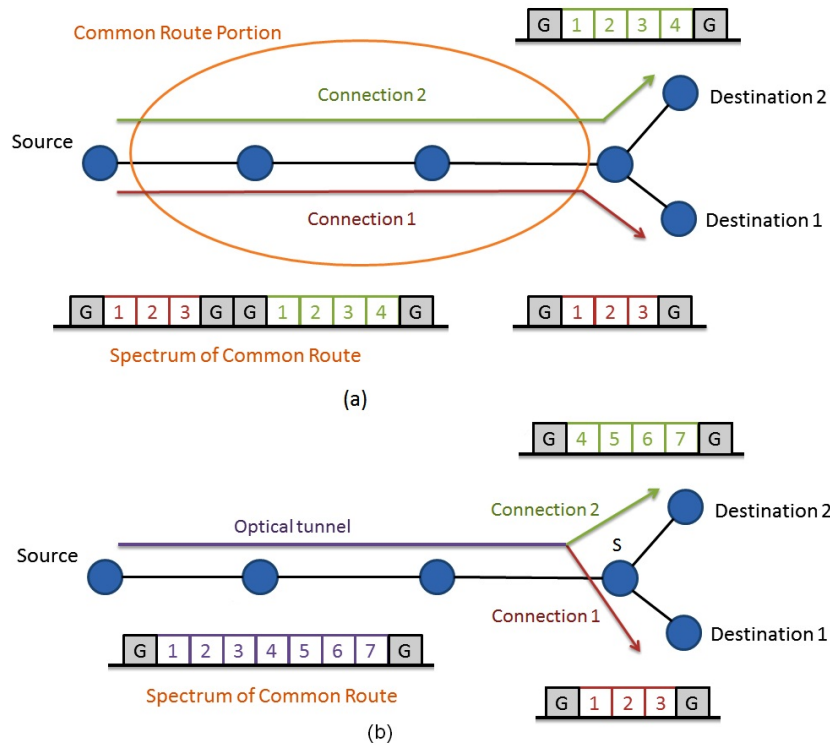 G 1 2 3 4 G
Common Route Portion
Connection 2
Destination 2
Source
Connection 1
Destination 1
G 1 2 3 G G 1 2 3 4 G
G 1 2 3 G
Spectrum of Common Route
(a)
G 4 5 6 7 G
Connection 2
Optical tunnel
Destination 2
S
Source
Connection 1
Destination 1
G 1 2 3 4 5 6 7 G
Spectrum of Common Route
G 1 2 3 G
(b)